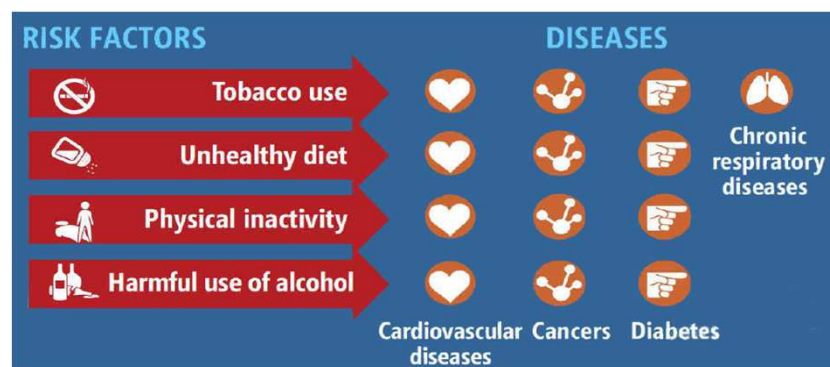 RISK FACTORS
DISEASES
Tobacco use
Unhealthy diet
Physical inactivity
Harmful use of alcohol
Chronic
respiratory
diseases
Cardiovascular
diseases
Cancers
Diabetes